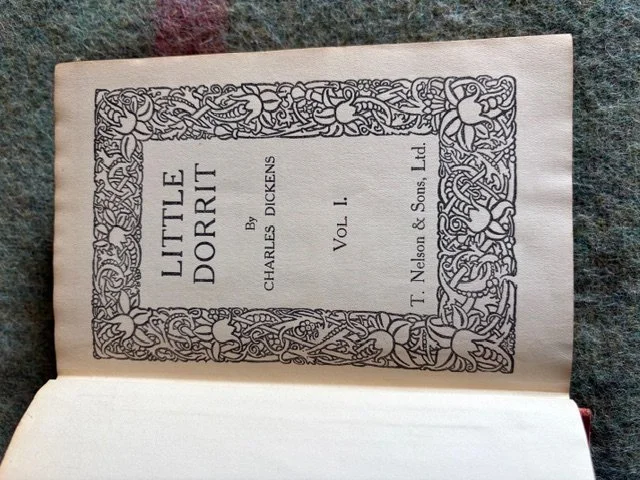 LITTLE
DORRIT
By
CHARLES DICKENS
VOL. I.
T. Nelson & Sons, Ltd.